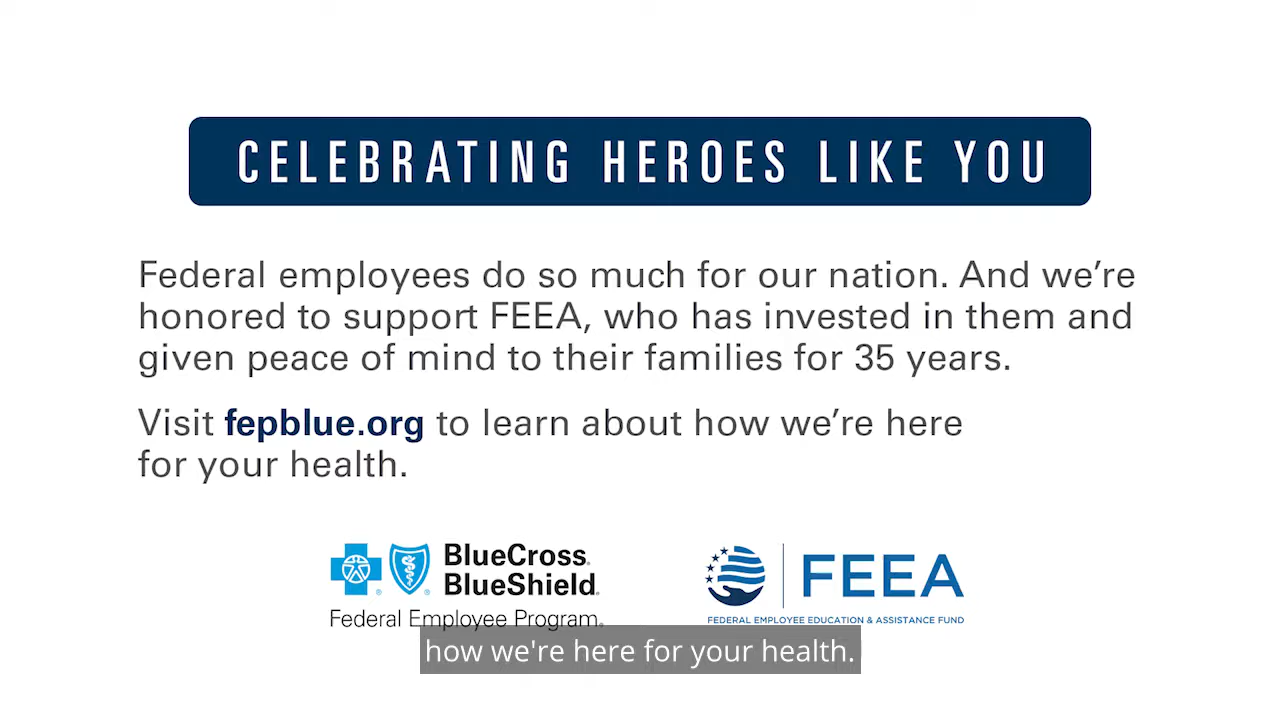 CELEBRATING HEROES LIKE YOU
Federal employees do so much for our nation. And we’re
honored to support FEEA, who has invested in them and
given peace of mind to their families for 35 years.
Visit fepblue.org to learn about how we’re here
for your health.
BlueCross®
BlueShield®
Federal Employee Program®
FEEA
FEDERAL EMPLOYEE EDUCATION & ASSISTANCE FUND
how we're here for your health.